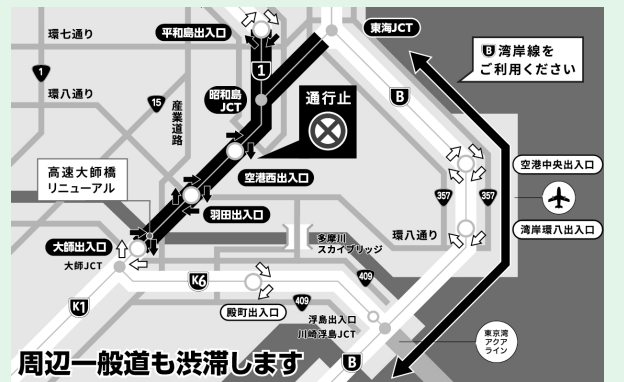 環七通り
平和島出入口
東海JCT
B 湾岸線を
ご利用ください
1
1
環八通り
15
産業道路
昭和島
JCT
通行止
B
高速大師橋
リニューアル
空港西出入口
357
357
空港中央出入口
羽田出入口
湾岸環八出入口
大師出入口
大師JCT
多摩川
スカイブリッジ
環八通り
K6
409
K1
殿町出入口
409
浮島出入口
川崎浮島JCT
東京湾
アクア
ライン
B
周辺一般道も渋滞します